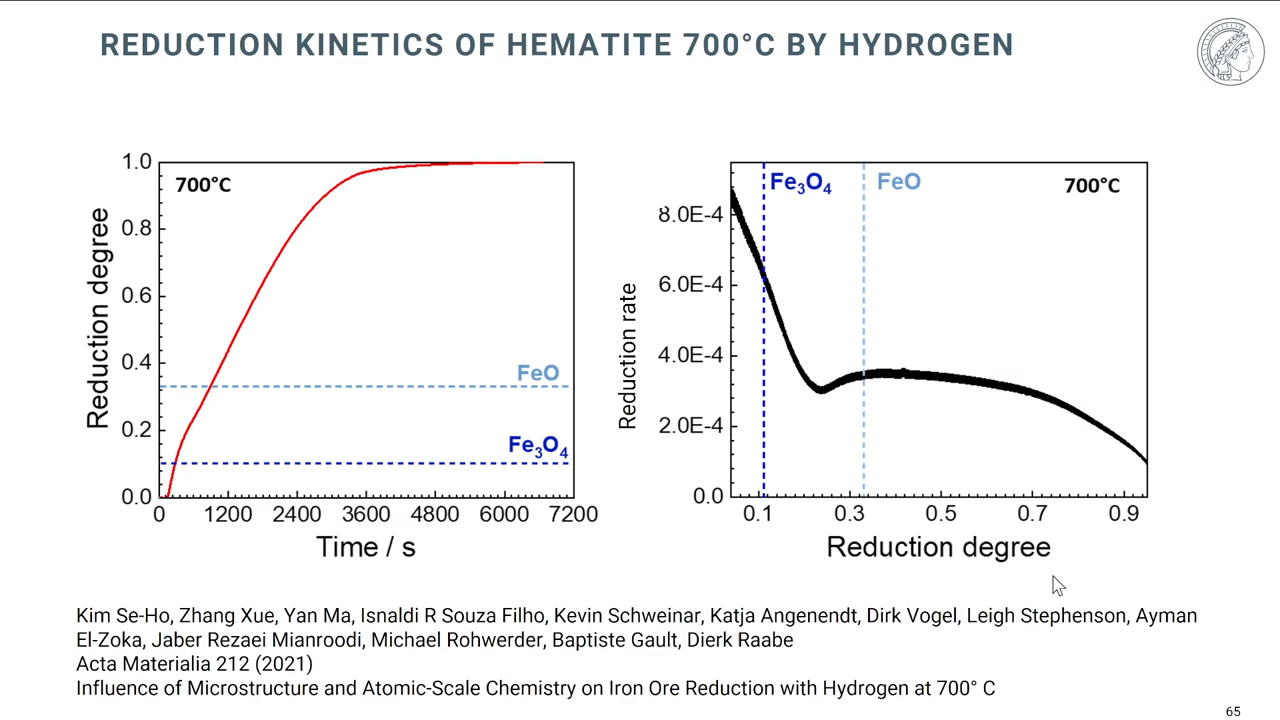 REDUCTION KINETICS OF HEMATITE 700°C BY HYDROGEN
1.0
0.8
0.6
0.4
0.2
0.0
Reduction degree
700°C
FeO
Fe₃O₄
0 1200 2400 3600 4800 6000 7200
Time / s
8.0E-4
6.0E-4
4.0E-4
2.0E-4
0.0
Reduction rate
Fe₃O₄ FeO 700°C
0.1 0.3 0.5 0.7 0.9
Reduction degree
Kim Se-Ho, Zhang Xue, Yan Ma, Isnaldi R Souza Filho, Kevin Schweinar, Katja Angenendt, Dirk Vogel, Leigh Stephenson, Ayman
El-Zoka, Jaber Rezaei Mianroodi, Michael Rohwerder, Baptiste Gault, Dierk Raabe
Acta Materialia 212 (2021)
Influence of Microstructure and Atomic-Scale Chemistry on Iron Ore Reduction with Hydrogen at 700° C
65